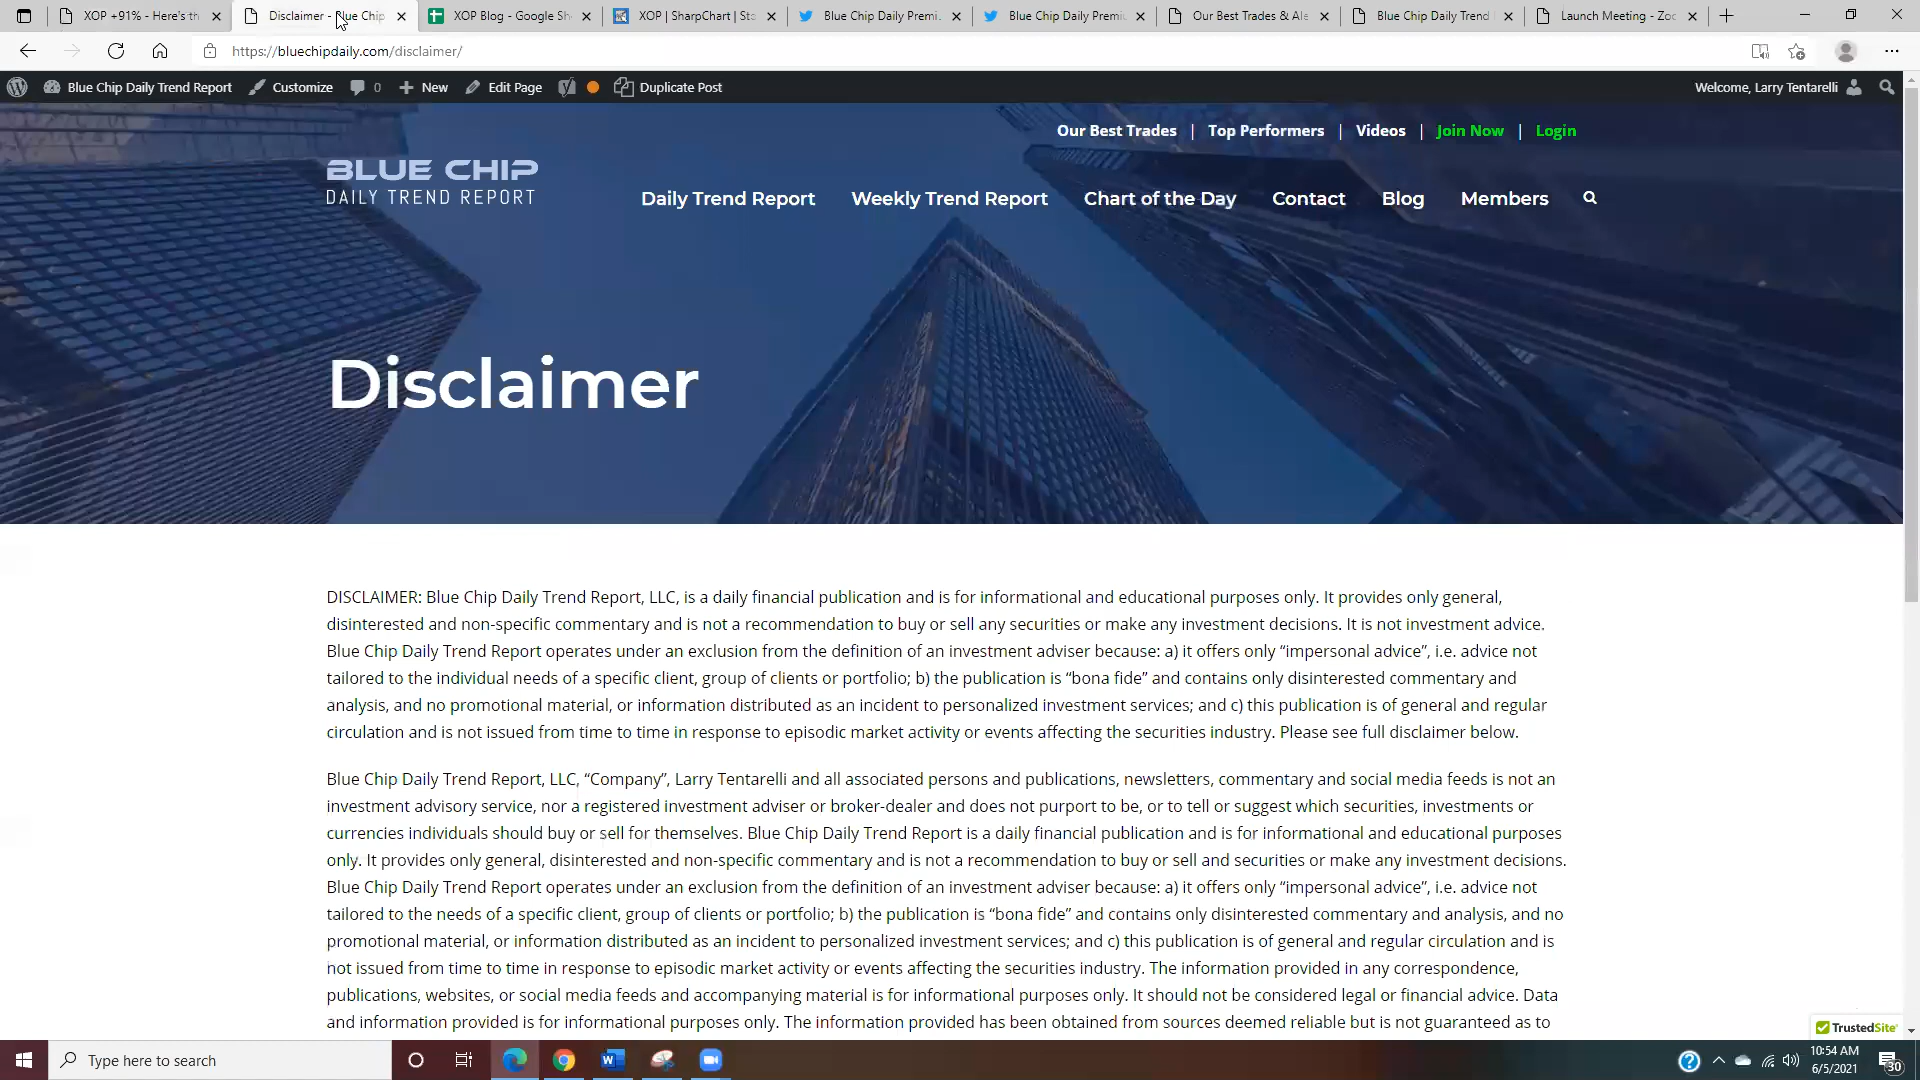 XOP +91% - Here's th
Disclaimer - Blue Chip
XOP Blog - Google Sh
XOP | SharpChart | Sto
Blue Chip Daily Premi
Blue Chip Daily Premiu
Our Best Trades & Ale
Blue Chip Daily Trend
Launch Meeting - Zoo
https://bluechipdaily.com/disclaimer/
Blue Chip Daily Trend Report Customize 0 New Edit Page Duplicate Post Welcome, Larry Tentarelli
Our Best Trades | Top Performers | Videos | Join Now | Login
BLUE CHIP
DAILY TREND REPORT
Daily Trend Report Weekly Trend Report Chart of the Day Contact Blog Members
Disclaimer
DISCLAIMER: Blue Chip Daily Trend Report, LLC, is a daily financial publication and is for informational and educational purposes only. It provides only general,
disinterested and non-specific commentary and is not a recommendation to buy or sell any securities or make any investment decisions. It is not investment advice.
Blue Chip Daily Trend Report operates under an exclusion from the definition of an investment adviser because: a) it offers only “impersonal advice”, i.e. advice not
tailored to the individual needs of a specific client, group of clients or portfolio; b) the publication is “bona fide” and contains only disinterested commentary and
analysis, and no promotional material, or information distributed as an incident to personalized investment services; and c) this publication is of general and regular
circulation and is not issued from time to time in response to episodic market activity or events affecting the securities industry. Please see full disclaimer below.
Blue Chip Daily Trend Report, LLC, “Company”, Larry Tentarelli and all associated persons and publications, newsletters, commentary and social media feeds is not an
investment advisory service, nor a registered investment adviser or broker-dealer and does not purport to be, or to tell or suggest which securities, investments or
currencies individuals should buy or sell for themselves. Blue Chip Daily Trend Report is a daily financial publication and is for informational and educational purposes
only. It provides only general, disinterested and non-specific commentary and is not a recommendation to buy or sell and securities or make any investment decisions.
Blue Chip Daily Trend Report operates under an exclusion from the definition of an investment adviser because: a) it offers only “impersonal advice”, i.e. advice not
tailored to the needs of a specific client, group of clients or portfolio; b) the publication is “bona fide” and contains only disinterested commentary and analysis, and no
promotional material, or information distributed as an incident to personalized investment services; and c) this publication is of general and regular circulation and is
not issued from time to time in response to episodic market activity or events affecting the securities industry. The information provided in any correspondence,
publications, websites, or social media feeds and accompanying material is for informational purposes only. It should not be considered legal or financial advice. Data
and information provided is for informational purposes only. The information provided has been obtained from sources deemed reliable but is not guaranteed as to
TrustedSite
Type here to search
10:54 AM
6/5/2021
30